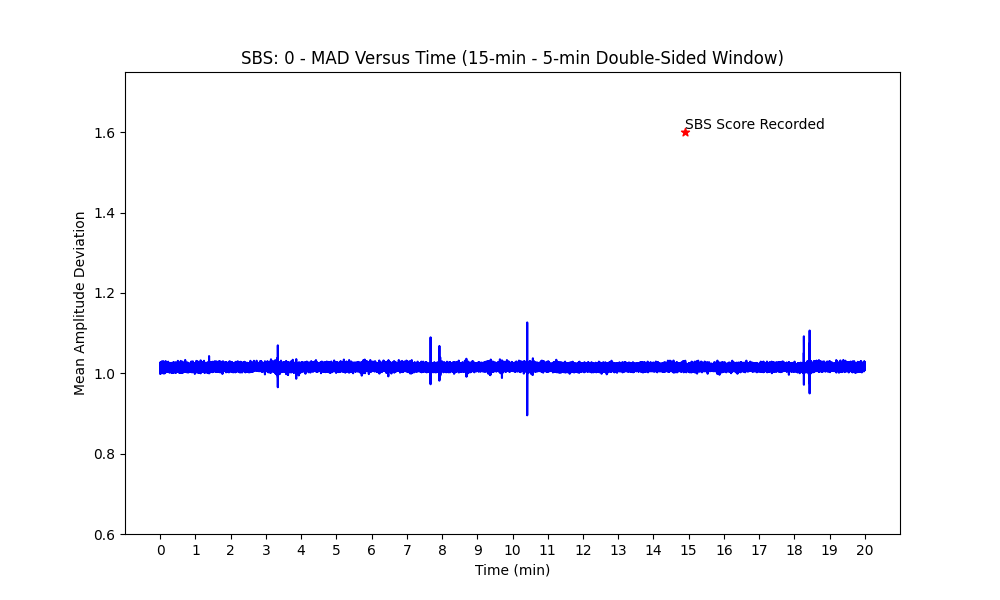 SBS: 0 - MAD Versus Time (15-min - 5-min Double-Sided Window)
SBS Score Recorded
Mean Amplitude Deviation
1.6
1.4
1.2
1.0
0.8
0.6
0 1 2 3 4 5 6 7 8 9 10 11 12 13 14 15 16 17 18 19 20
Time (min)